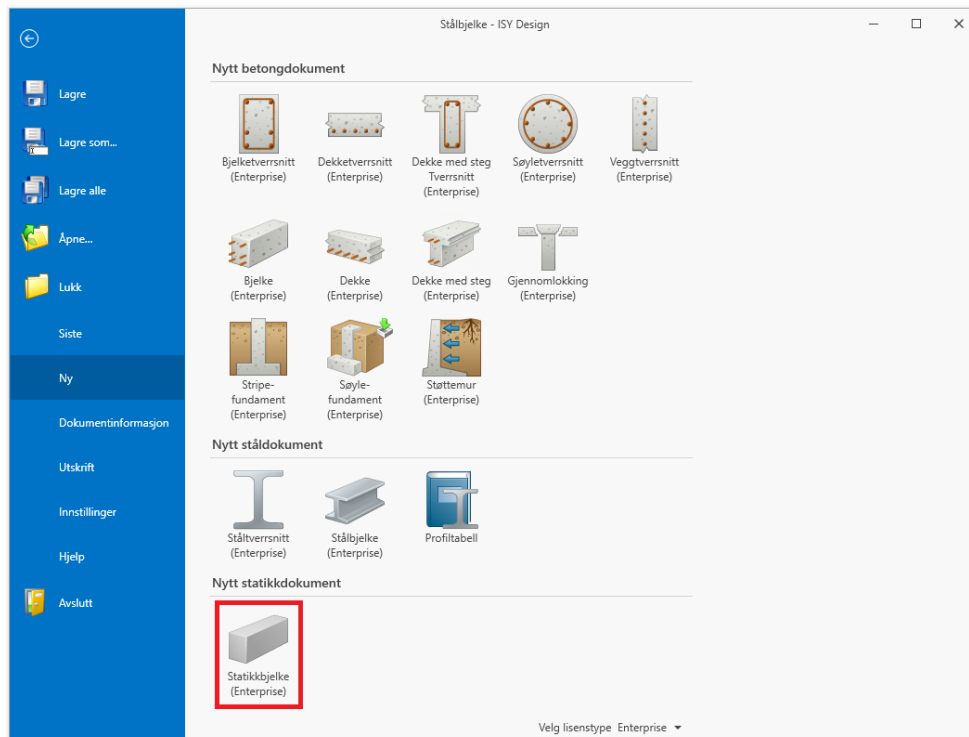 Stålbjelke - ISY Design
Lagre
Lagre som...
Lagre alle
Åpne...
Lukk
Siste
Ny
Dokumentinformasjon
Utskrift
Innstillinger
Hjelp
Avslutt
Nytt betongdokument
Bjelketverrsnitt
(Enterprise)
Dekketverrsnitt
(Enterprise)
Dekke med steg
Tverrsnitt
(Enterprise)
Søyletverrsnitt
(Enterprise)
Veggtverrsnitt
(Enterprise)
Bjelke
(Enterprise)
Dekke
(Enterprise)
Dekke med steg
(Enterprise)
Gjennomlokking
(Enterprise)
Stripe-
fundament
(Enterprise)
Søyle-
fundament
(Enterprise)
Støttemur
(Enterprise)
Nytt ståldokument
Ståltverrsnitt
(Enterprise)
Stålbjelke
(Enterprise)
Profiltabell
Nytt statikkdokument
Statikkbjelke
(Enterprise)
Velg lisenstype Enterprise